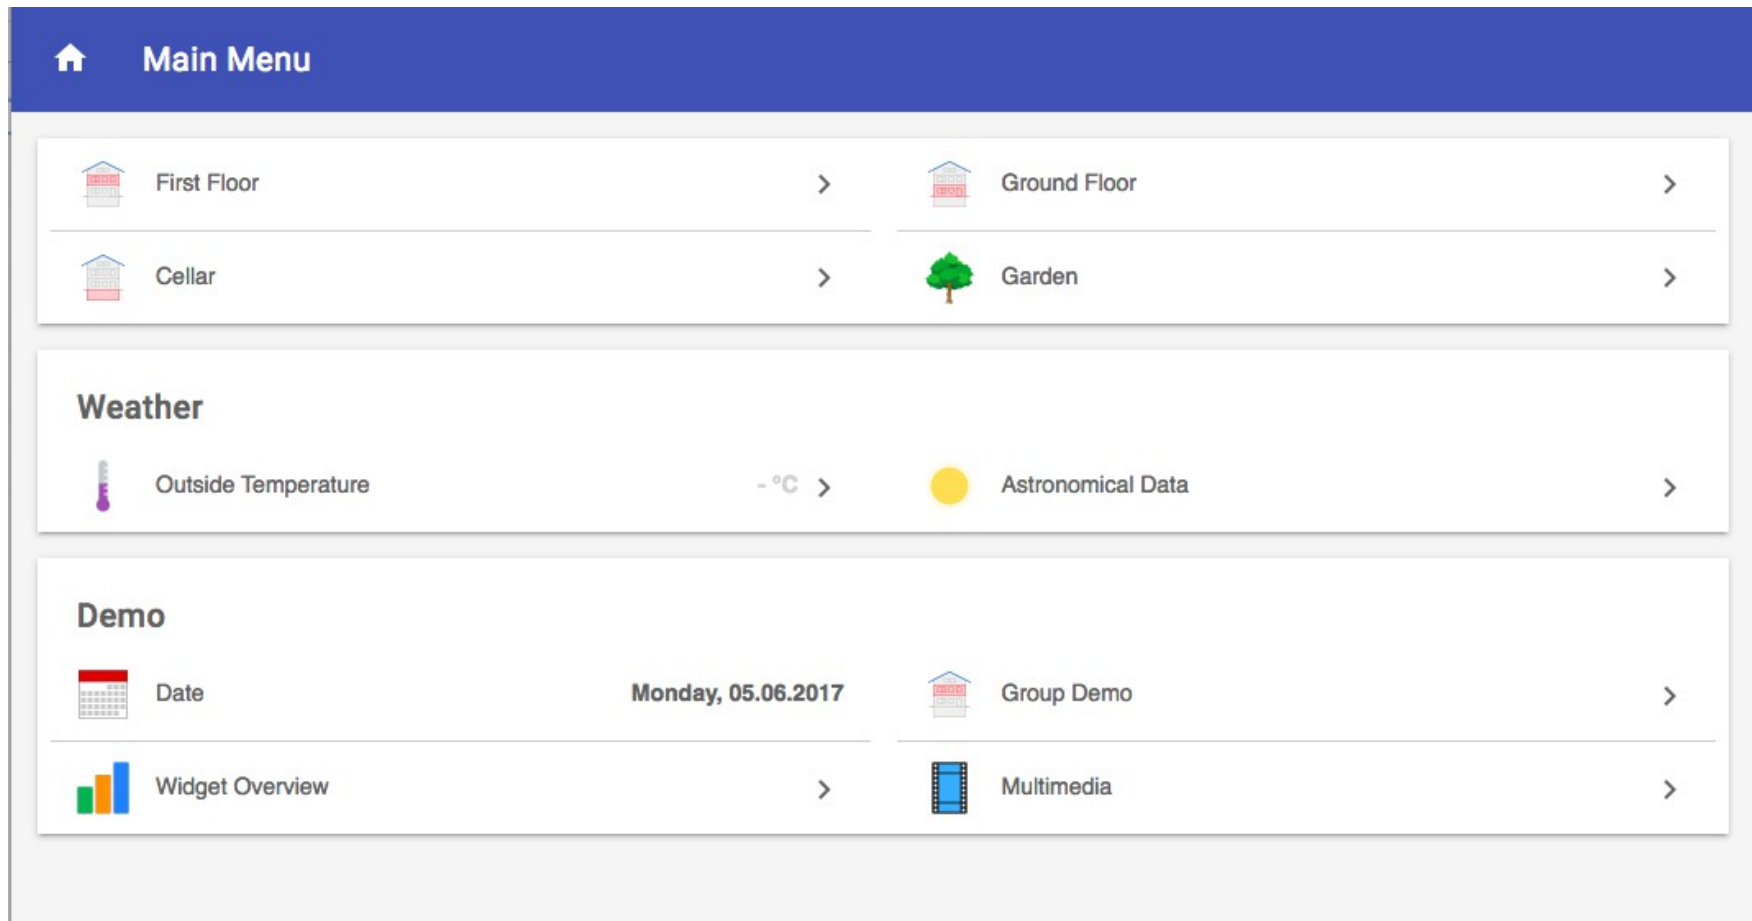 Main Menu
First Floor
Ground Floor
Cellar
Garden
Weather
Outside Temperature - °C
Astronomical Data
Demo
Date Monday, 05.06.2017
Group Demo
Widget Overview
Multimedia